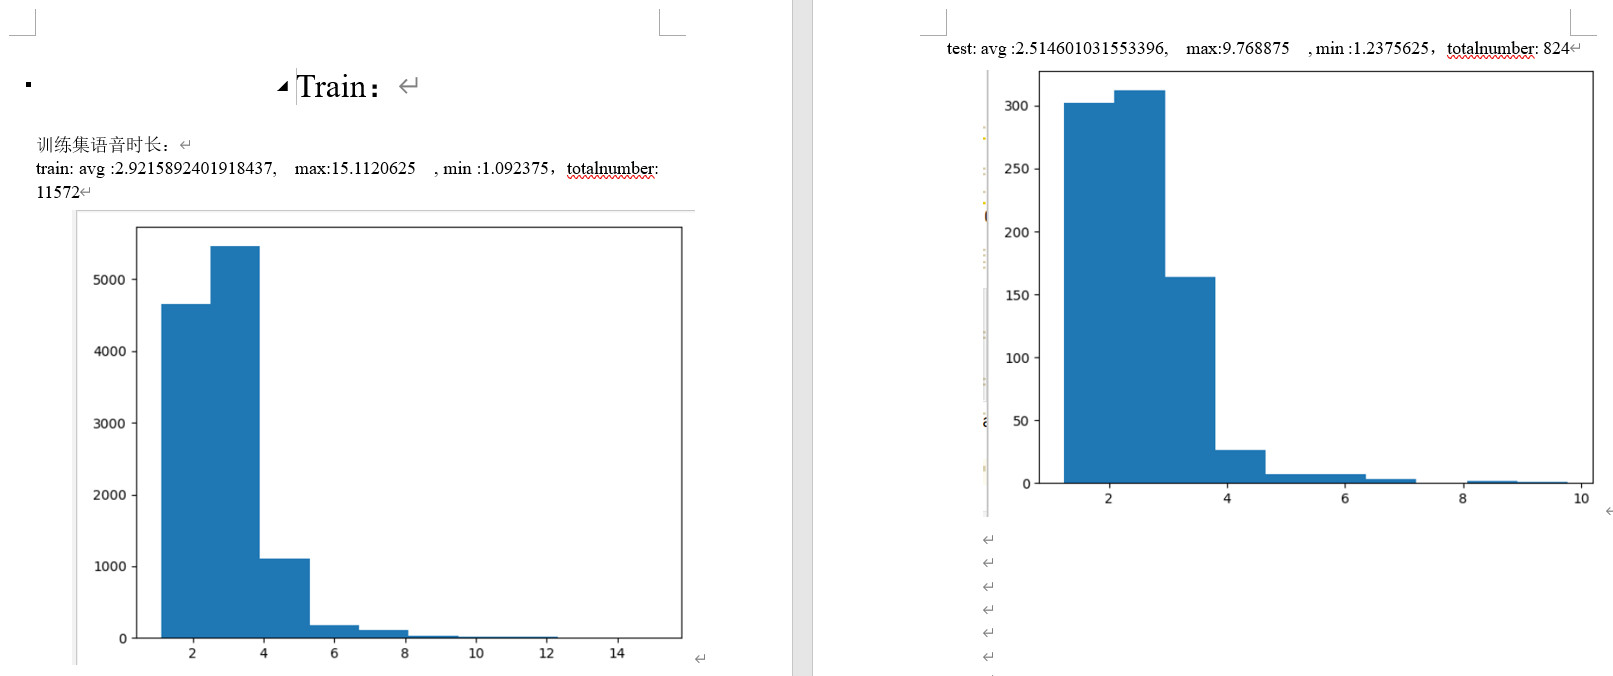 Train：
训练集语音时长：
train: avg :2.9215892401918437, max:15.1120625 , min :1.092375，totalnumber:
11572
5000
4000
3000
2000
1000
0
2 4 6 8 10 12 14
test: avg :2.514601031553396, max:9.768875 , min :1.2375625，totalnumber: 824
300
250
200
150
100
50
0
2 4 6 8 10